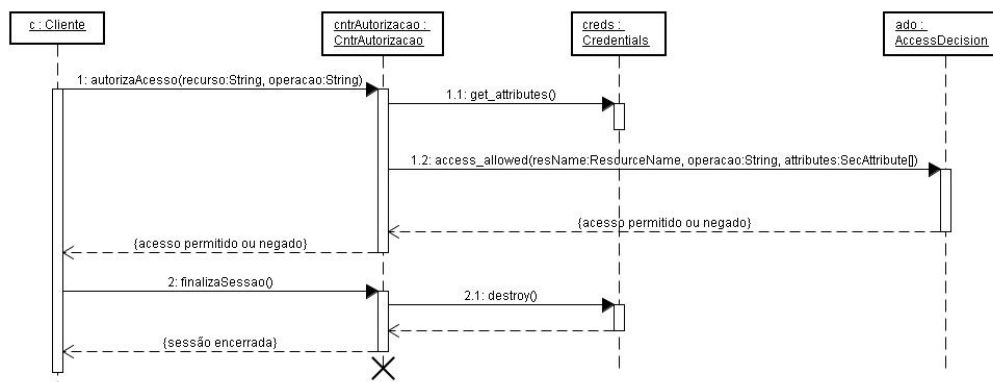 c : Cliente
cntrAutorizacao :
CntrAutorizacao
creds :
Credentials
ado :
AccessDecision
1: autorizaAcesso(recurso:String, operacao:String)
1.1: get_attributes()
1.2: access_allowed(resName:ResourceName, operacao:String, attributes:SecAttribute[])
{acesso permitido ou negado}
{acesso permitido ou negado}
2: finalizaSessao()
2.1: destroy()
{sessão encerrada}